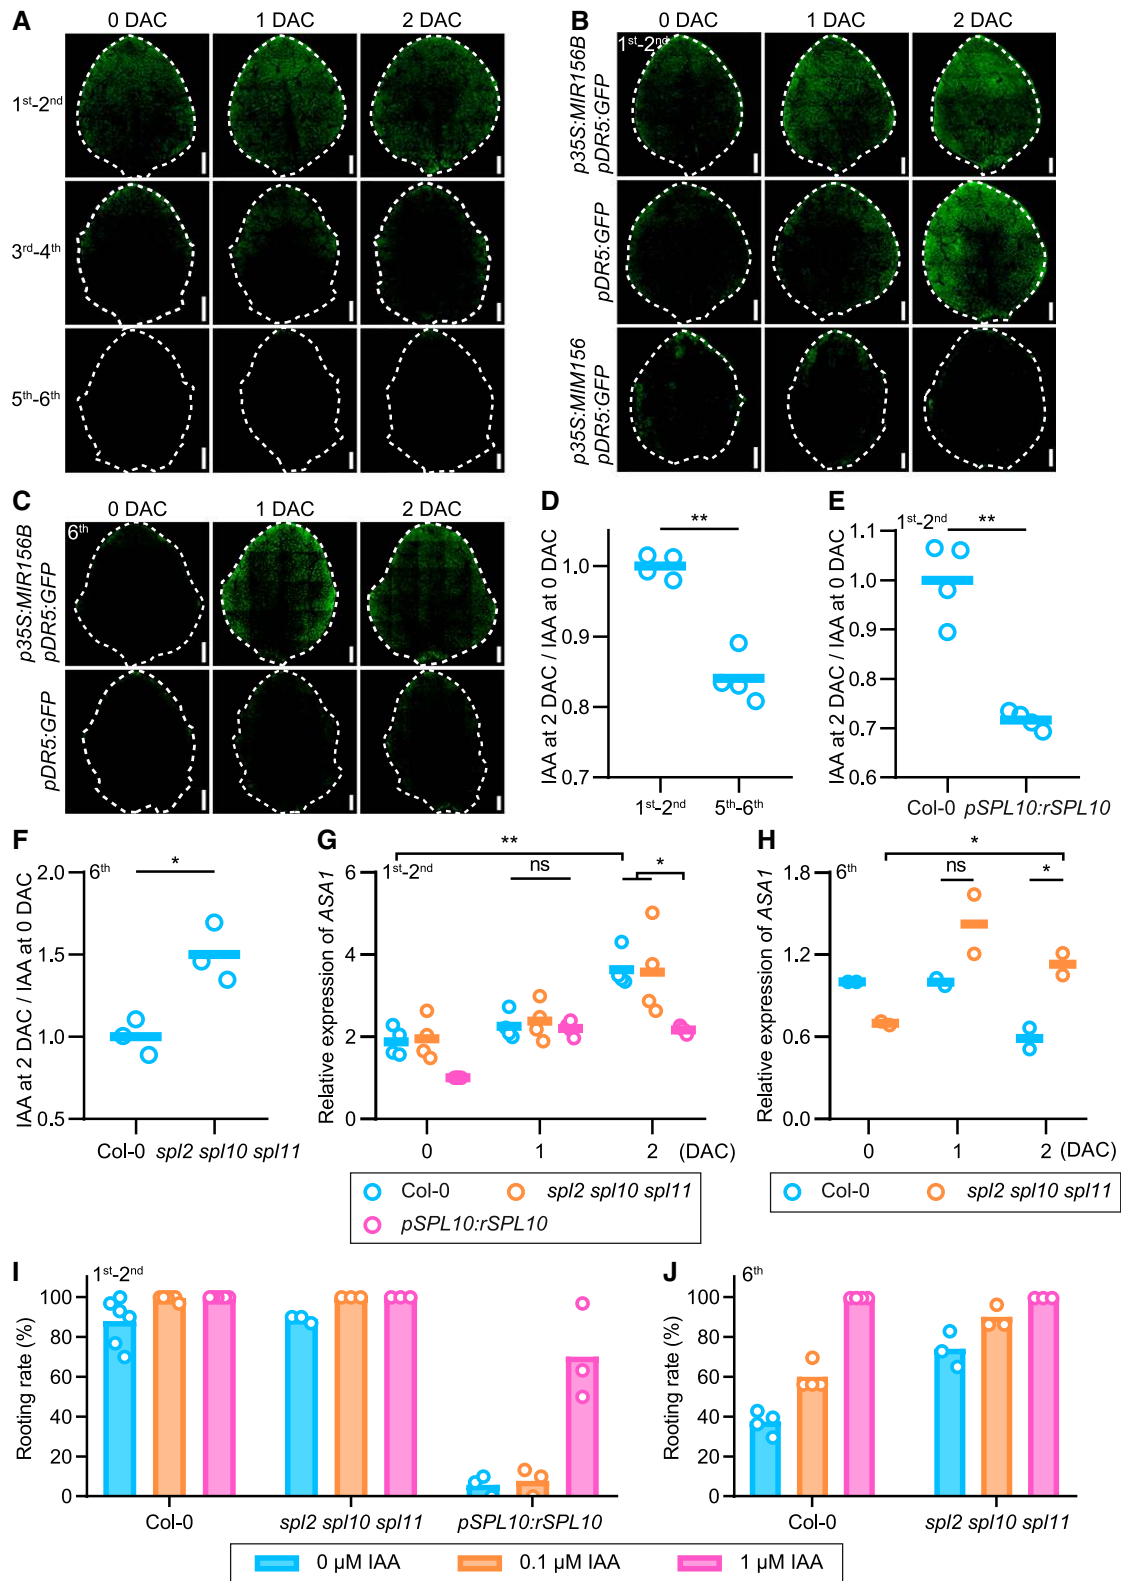 A
0 DAC 1 DAC 2 DAC
1st-2nd
3rd-4th
5th-6th
B
0 DAC 1 DAC 2 DAC
1st-2nd
p35S:MIR156B
pDR5:GFP
pDR5:GFP
p35S:MIM156
pDR5:GFP
C
0 DAC 1 DAC 2 DAC
6th
p35S:MIR156B
pDR5:GFP
pDR5:GFP
D
IAA at 2 DAC / IAA at 0 DAC
**
1.0
0.9
0.8
0.7
1st-2nd 5th-6th
E
IAA at 2 DAC / IAA at 0 DAC
1st-2nd
**
1.1
1.0
0.9
0.8
0.7
0.6
Col-0 pSPL10:rSPL10
F
IAA at 2 DAC / IAA at 0 DAC
6th
*
2.0
1.5
1.0
0.5
Col-0 spl2 spl10 spl11
G
Relative expression of ASA1
1st-2nd
**
ns
*
6
4
2
0
0 1 2 (DAC)
Col-0 spl2 spl10 spl11
pSPL10:rSPL10
H
Relative expression of ASA1
6th
*
ns
*
1.8
1.2
0.6
0.0
0 1 2 (DAC)
Col-0 spl2 spl10 spl11
I
Rooting rate (%)
1st-2nd
100
80
60
40
20
0
Col-0 spl2 spl10 spl11 pSPL10:rSPL10
J
Rooting rate (%)
6th
100
80
60
40
20
0
Col-0 spl2 spl10 spl11
0 µM IAA 0.1 µM IAA 1 µM IAA